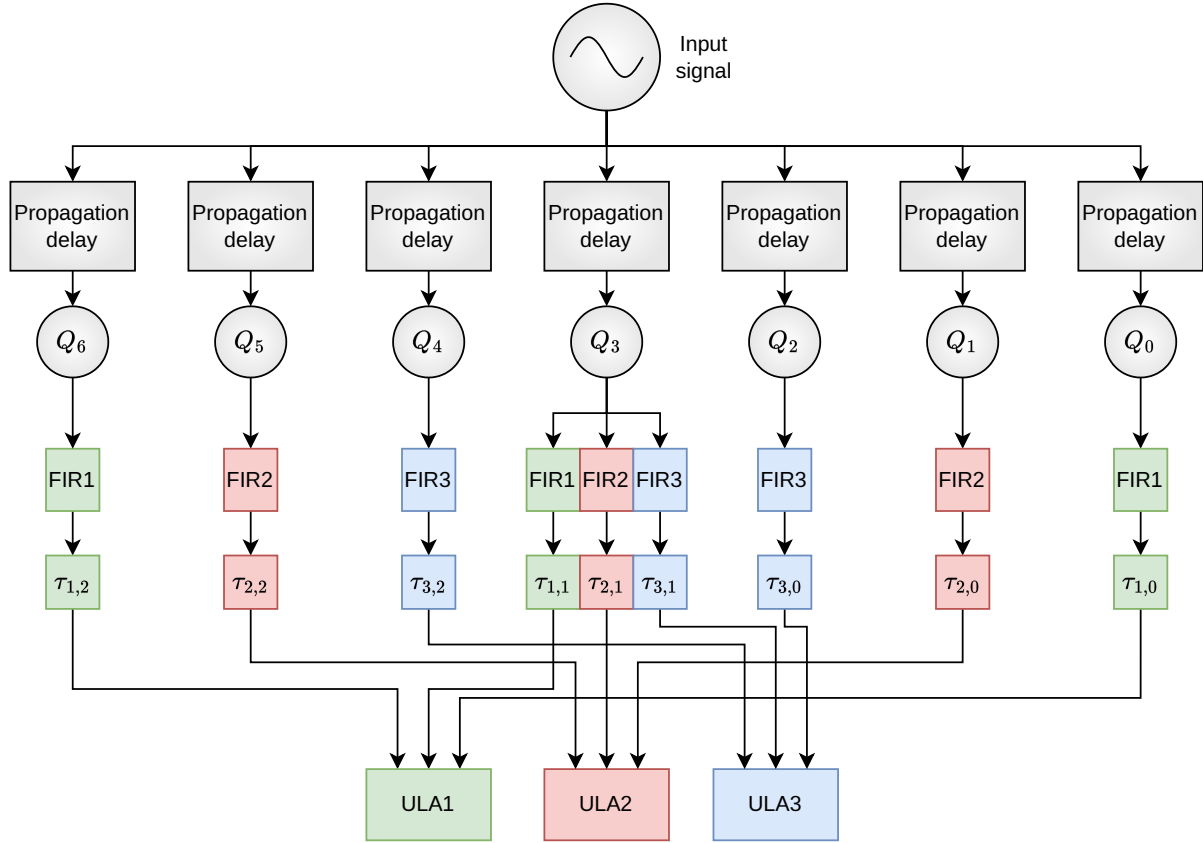 Input
signal
Propagation
delay
Propagation
delay
Propagation
delay
Propagation
delay
Propagation
delay
Propagation
delay
Propagation
delay
Q₆
Q₅
Q₄
Q₃
Q₂
Q₁
Q₀
FIR1
FIR2
FIR3
FIR1
FIR2
FIR3
FIR3
FIR2
FIR1
τ₁,₂
τ₂,₂
τ₃,₂
τ₁,₁
τ₂,₁
τ₃,₁
τ₃,₀
τ₂,₀
τ₁,₀
ULA1
ULA2
ULA3